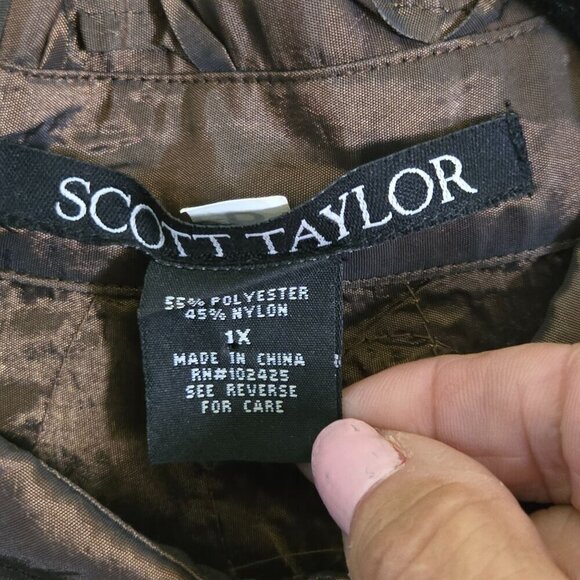 SCOTT TAYLOR
55% POLYESTER
45% NYLON
1X
MADE IN CHINA
RN#102425
SEE REVERSE
FOR CARE